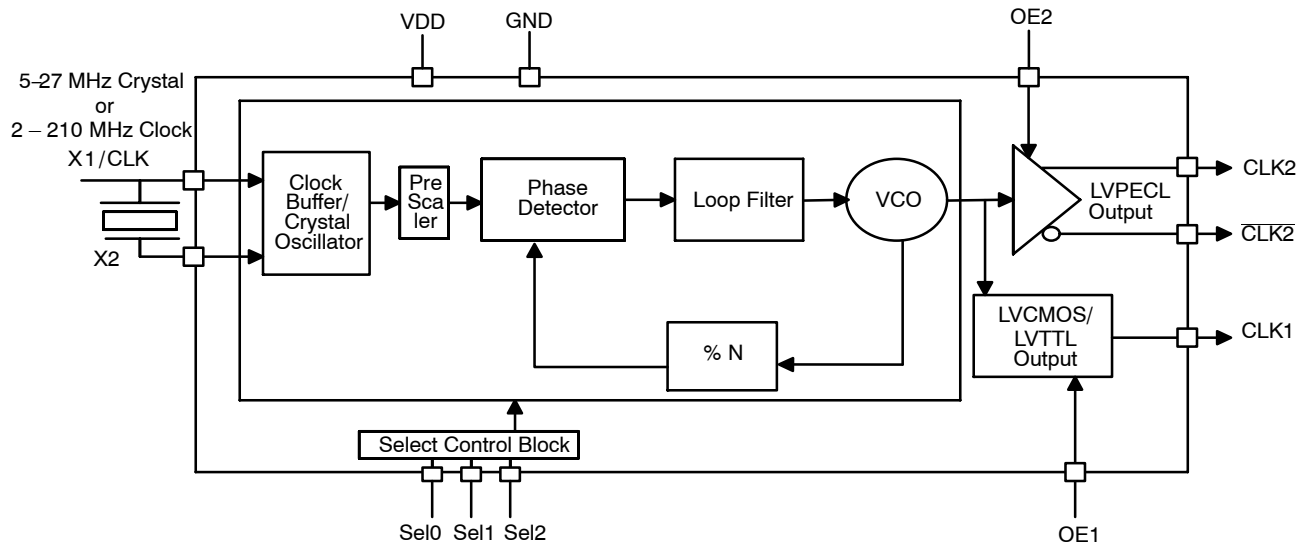 VDD
GND
OE2
5–27 MHz Crystal
or
2 – 210 MHz Clock
X1/CLK
X2
Clock
Buffer/
Crystal
Oscillator
Pre
Sca
ler
Phase
Detector
Loop Filter
VCO
% N
LVPECL
Output
CLK2
CLK2
LVCMOS/
LVTTL
Output
CLK1
Select Control Block
Sel0
Sel1
Sel2
OE1